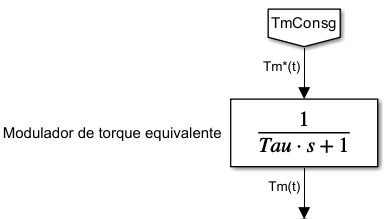 TmConsg
Tm*(t)
Modulador de torque equivalente
1
Tau · s + 1
Tm(t)